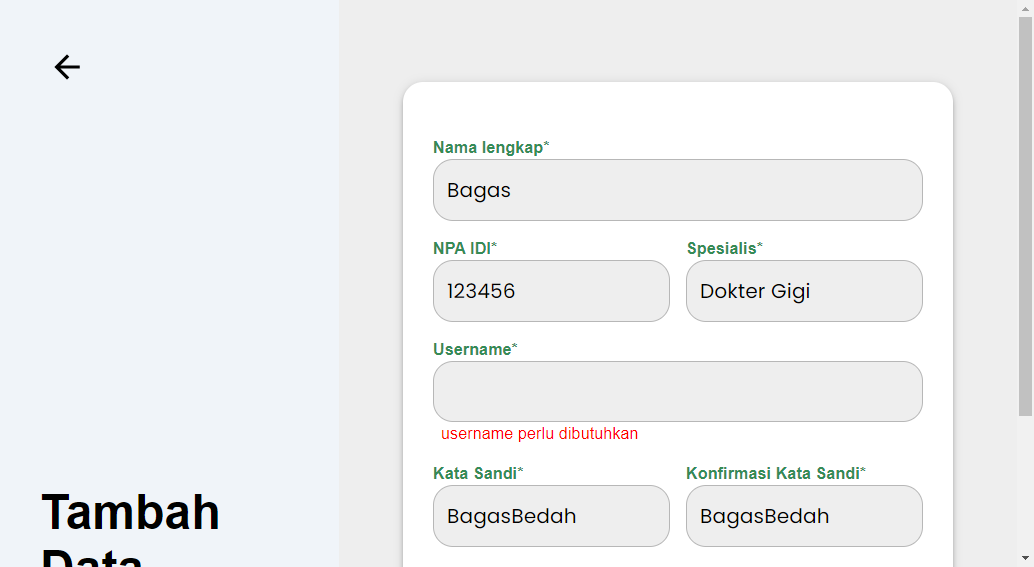 Nama lengkap*
Bagas
NPA IDI* Spesialis*
123456 Dokter Gigi
Username*
username perlu dibutuhkan
Kata Sandi* Konfirmasi Kata Sandi*
BagasBedah BagasBedah
Tambah
Data